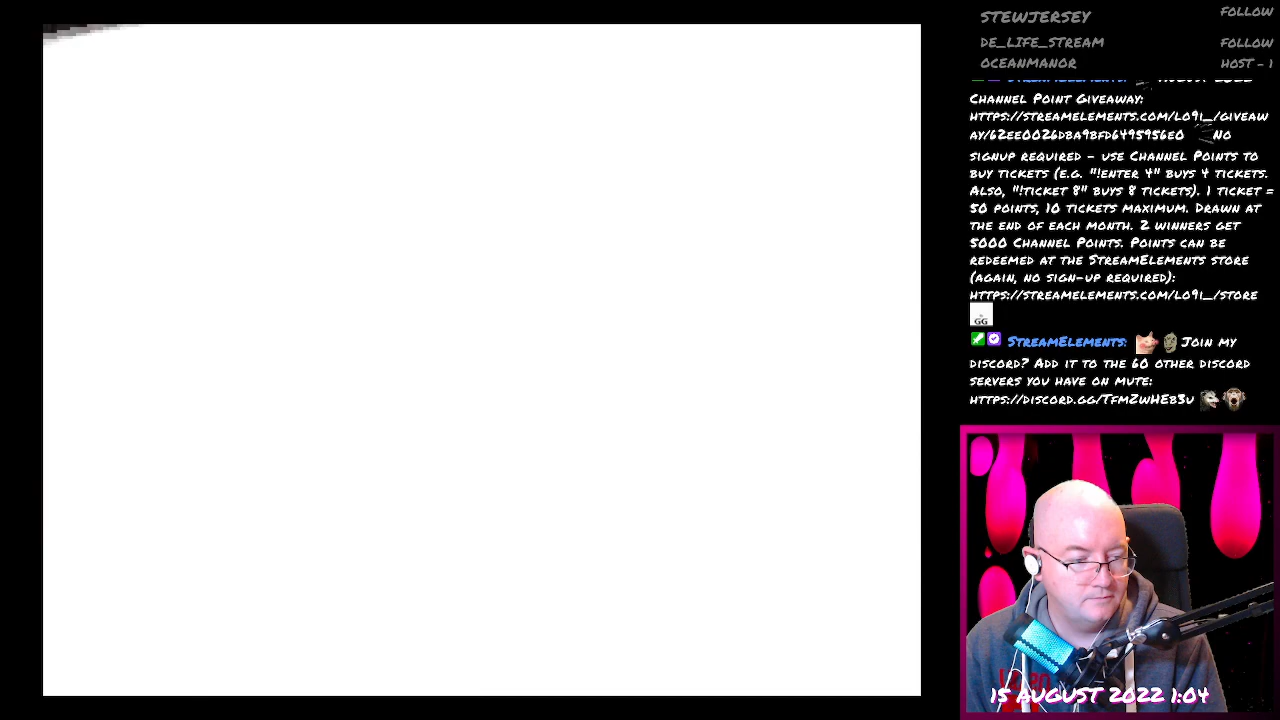 STEWJERSEY FOLLOW
DE_LIFE_STREAM FOLLOW
OCEANMANOR HOST - 1
Channel Point Giveaway:
https://streamelements.com/lo91_/giveaw
ay/62ee0026dba9bfd6495956e0 No
signup required - use Channel Points to
buy tickets (e.g. "!enter 4" buys 4 tickets.
Also, "!ticket 8" buys 8 tickets). 1 ticket =
50 points, 10 tickets maximum. Drawn at
the end of each month. 2 winners get
5000 Channel Points. Points can be
redeemed at the StreamElements store
(again, no sign-up required):
https://streamelements.com/lo91_/store
GG
StreamElements: Join my
discord? Add it to the 60 other discord
servers you have on mute:
https://discord.gg/TfmZwHEb3u
15 August 2022 1:04